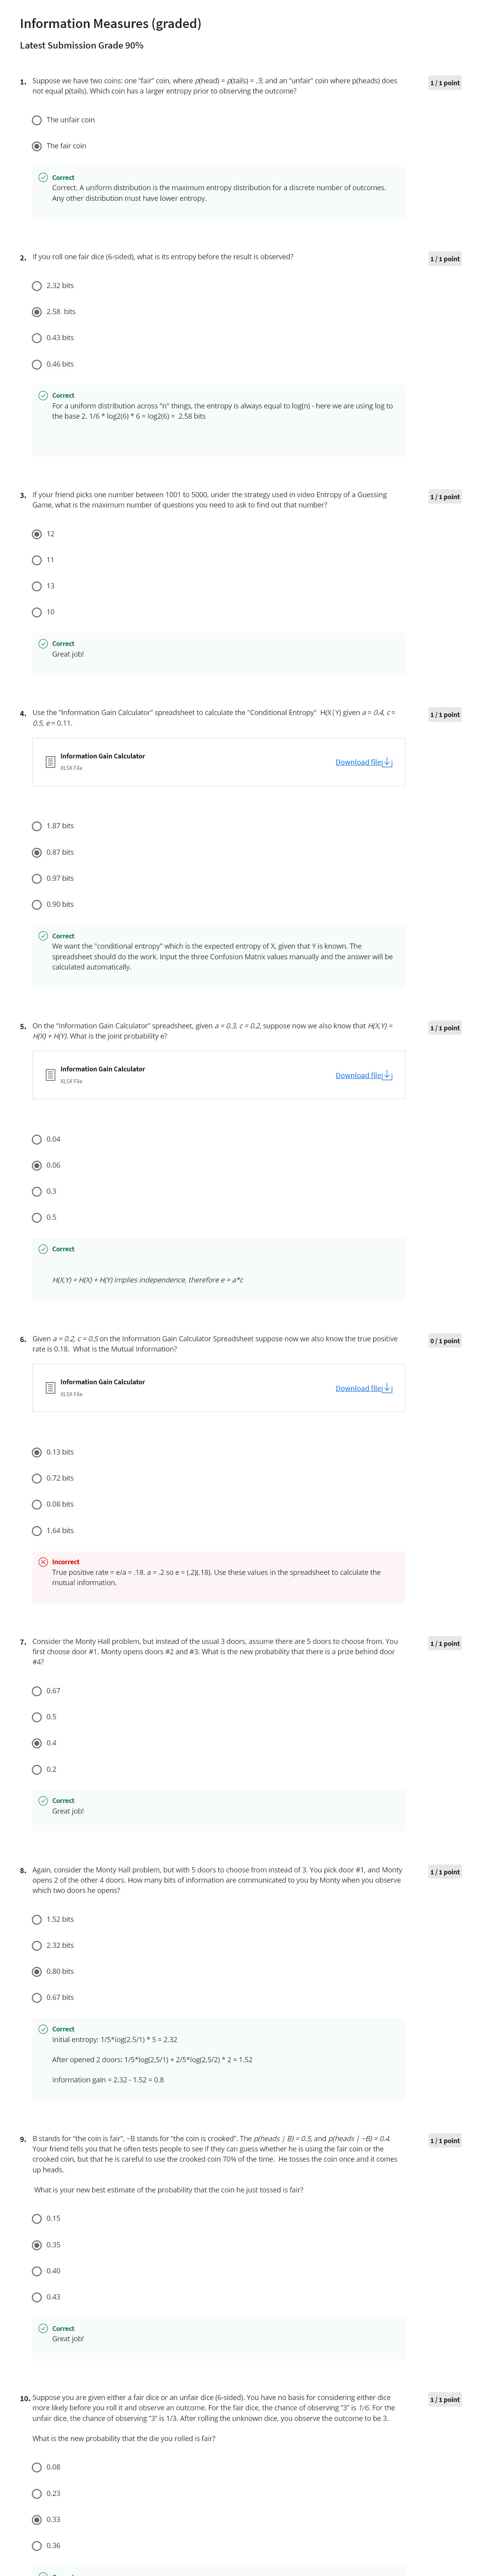 Information Measures (graded)
Latest Submission Grade 90%
1. Suppose we have two coins: one “fair” coin, where p(head) = p(tails) = .5; and an “unfair” coin where p(heads) does
not equal p(tails). Which coin has a larger entropy prior to observing the outcome?
1 / 1 point
The unfair coin
The fair coin
Correct
Correct. A uniform distribution is the maximum entropy distribution for a discrete number of outcomes.
Any other distribution must have lower entropy.
2. If you roll one fair dice (6-sided), what is its entropy before the result is observed?
1 / 1 point
2.32 bits
2.58 bits
0.43 bits
0.46 bits
Correct
For a uniform distribution across "n" things, the entropy is always equal to log(n) - here we are using log to
the base 2. 1/6 * log2(6) * 6 = log2(6) = 2.58 bits
3. If your friend picks one number between 1001 to 5000, under the strategy used in video Entropy of a Guessing
Game, what is the maximum number of questions you need to ask to find out that number?
1 / 1 point
12
11
13
10
Correct
Great job!
4. Use the “Information Gain Calculator” spreadsheet to calculate the "Conditional Entropy" H(X|Y) given a = 0.4, c =
0.5, e = 0.11.
1 / 1 point
Information Gain Calculator
XLSX File
Download file
1.87 bits
0.87 bits
0.97 bits
0.90 bits
Correct
We want the "conditional entropy" which is the expected entropy of X, given that Y is known. The
spreadsheet should do the work. Input the three Confusion Matrix values manually and the answer will be
calculated automatically.
5. On the “Information Gain Calculator” spreadsheet, given a = 0.3, c = 0.2, suppose now we also know that H(X,Y) =
H(X) + H(Y). What is the joint probability e?
1 / 1 point
Information Gain Calculator
XLSX File
Download file
0.04
0.06
0.3
0.5
Correct
H(X,Y) = H(X) + H(Y) implies independence, therefore e = a*c
6. Given a = 0.2, c = 0.5 on the Information Gain Calculator Spreadsheet suppose now we also know the true positive
rate is 0.18. What is the Mutual Information?
0 / 1 point
Information Gain Calculator
XLSX File
Download file
0.13 bits
0.72 bits
0.08 bits
1.64 bits
Incorrect
True positive rate = e/a = .18. a = .2 so e = (.2)(.18). Use these values in the spreadsheet to calculate the
mutual information.
7. Consider the Monty Hall problem, but instead of the usual 3 doors, assume there are 5 doors to choose from. You
first choose door #1. Monty opens doors #2 and #3. What is the new probability that there is a prize behind door
#4?
1 / 1 point
0.67
0.5
0.4
0.2
Correct
Great job!
8. Again, consider the Monty Hall problem, but with 5 doors to choose from instead of 3. You pick door #1, and Monty
opens 2 of the other 4 doors. How many bits of information are communicated to you by Monty when you observe
which two doors he opens?
1 / 1 point
1.52 bits
2.32 bits
0.80 bits
0.67 bits
Correct
Initial entropy: 1/5*log(2.5/1) * 5 = 2.32
After opened 2 doors: 1/5*log(2,5/1) + 2/5*log(2,5/2) * 2 = 1.52
Information gain = 2.32 - 1.52 = 0.8
9. B stands for “the coin is fair”, ~B stands for “the coin is crooked”. The p(heads | B) = 0.5, and p(heads | ~B) = 0.4.
Your friend tells you that he often tests people to see if they can guess whether he is using the fair coin or the
crooked coin, but that he is careful to use the crooked coin 70% of the time. He tosses the coin once and it comes
up heads.
1 / 1 point
What is your new best estimate of the probability that the coin he just tossed is fair?
0.15
0.35
0.40
0.43
Correct
Great job!
10. Suppose you are given either a fair dice or an unfair dice (6-sided). You have no basis for considering either dice
more likely before you roll it and observe an outcome. For the fair dice, the chance of observing “3” is 1/6. For the
unfair dice, the chance of observing “3” is 1/3. After rolling the unknown dice, you observe the outcome to be 3.
1 / 1 point
What is the new probability that the die you rolled is fair?
0.08
0.23
0.33
0.36